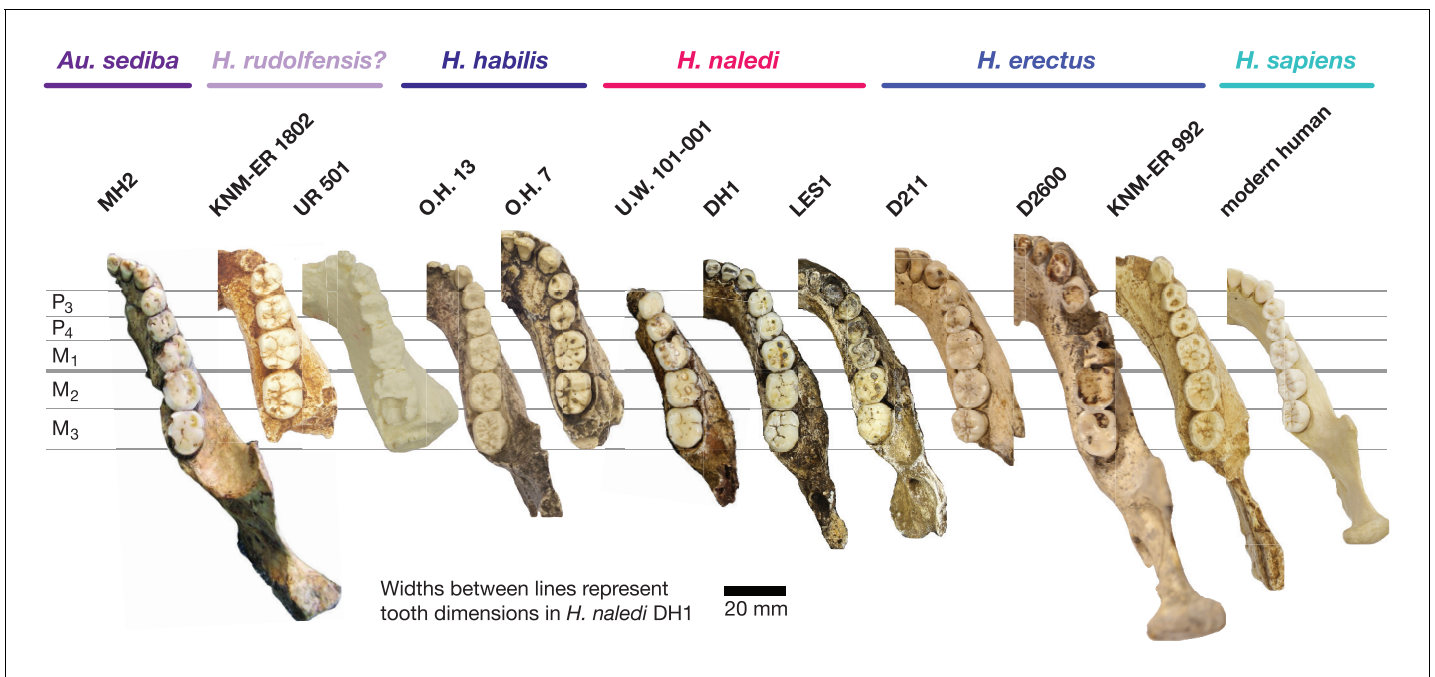 Au. sediba
H. rudolfensis?
H. habilis
H. naledi
H. erectus
H. sapiens
MH2
KNM-ER 1802
UR 501
O.H. 13
O.H. 7
U.W. 101-001
DH1
LES1
D211
D2600
KNM-ER 992
modern human
P3
P4
M1
M2
M3
Widths between lines represent
tooth dimensions in H. naledi DH1
20 mm